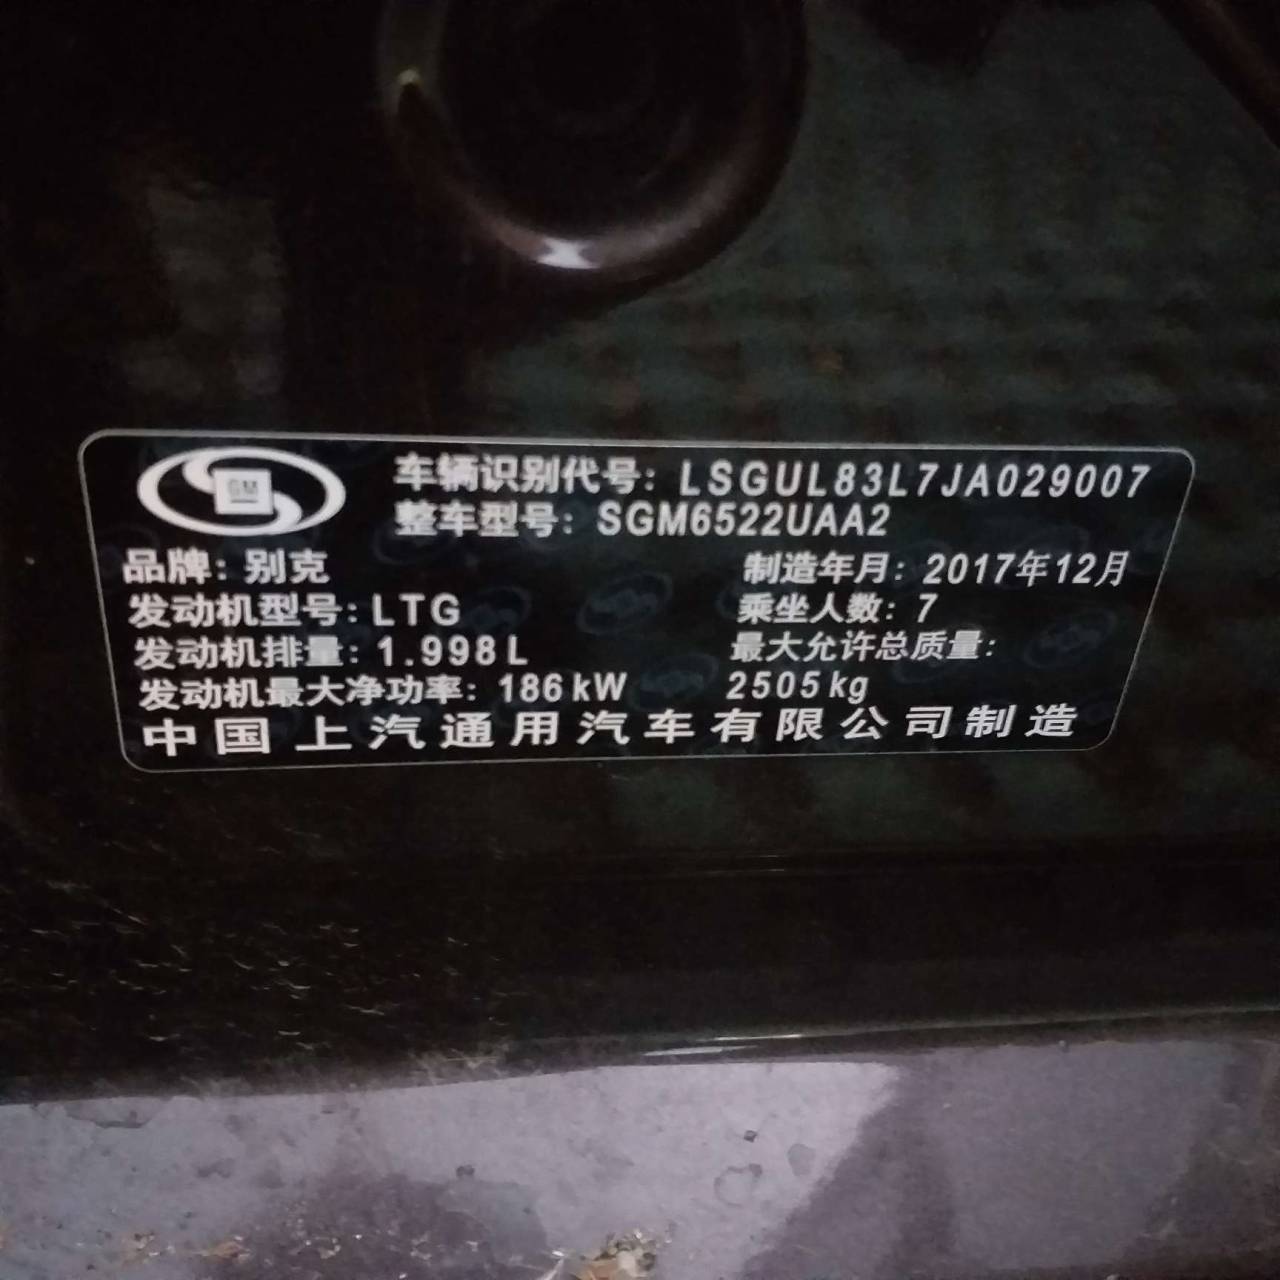 GM
车辆识别代号: LSGUL83L7JA029007
整车型号: SGM6522UAA2
品牌: 别克
制造年月: 2017年12月
发动机型号: LTG
乘坐人数: 7
发动机排量: 1.998L
最大允许总质量:
发动机最大净功率: 186kW
2505kg
中国上汽通用汽车有限公司制造